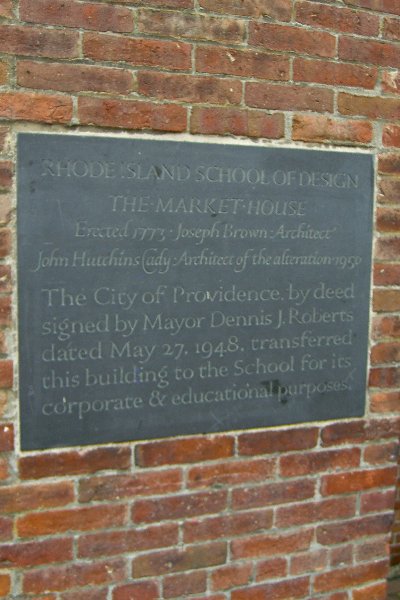 RHODE ISLAND SCHOOL OF DESIGN
THE·MARKET·HOUSE
Erected 1773·Joseph Brown·Architect
John Hutchins Cady·Architect of the alteration·1950
The City of Providence, by deed
signed by Mayor Dennis J. Roberts
dated May 27, 1948, transferred
this building to the School for its
corporate & educational purposes.